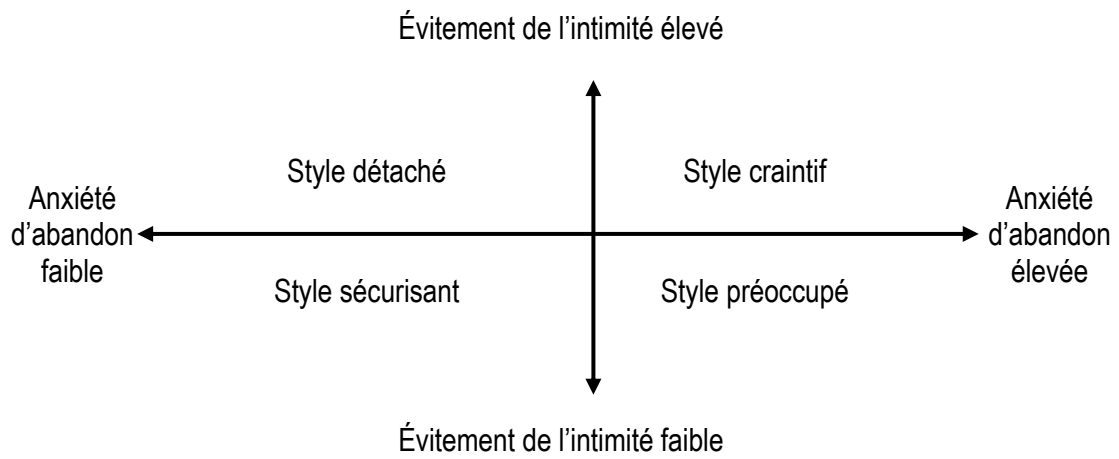 Évitement de l’intimité élevé
Style détaché
Style craintif
Anxiété
d’abandon
faible
Anxiété
d’abandon
élevée
Style sécurisant
Style préoccupé
Évitement de l’intimité faible